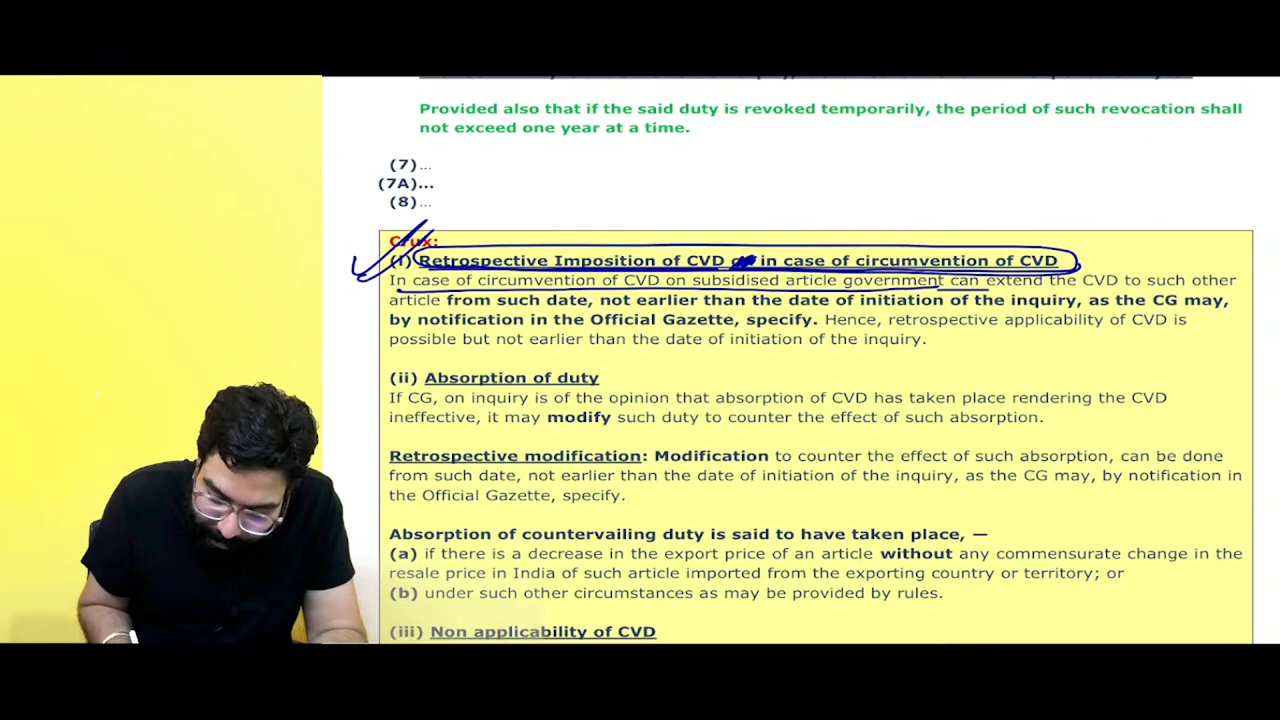 Provided also that if the said duty is revoked temporarily, the period of such revocation shall
not exceed one year at a time.
(7)...
(7A)...
(8)...
Crux:
(i) Retrospective Imposition of CVD in case of circumvention of CVD
In case of circumvention of CVD on subsidised article government can extend the CVD to such other
article from such date, not earlier than the date of initiation of the inquiry, as the CG may,
by notification in the Official Gazette, specify. Hence, retrospective applicability of CVD is
possible but not earlier than the date of initiation of the inquiry.
(ii) Absorption of duty
If CG, on inquiry is of the opinion that absorption of CVD has taken place rendering the CVD
ineffective, it may modify such duty to counter the effect of such absorption.
Retrospective modification: Modification to counter the effect of such absorption, can be done
from such date, not earlier than the date of initiation of the inquiry, as the CG may, by notification in
the Official Gazette, specify.
Absorption of countervailing duty is said to have taken place, —
(a) if there is a decrease in the export price of an article without any commensurate change in the
resale price in India of such article imported from the exporting country or territory; or
(b) under such other circumstances as may be provided by rules.
(iii) Non applicability of CVD